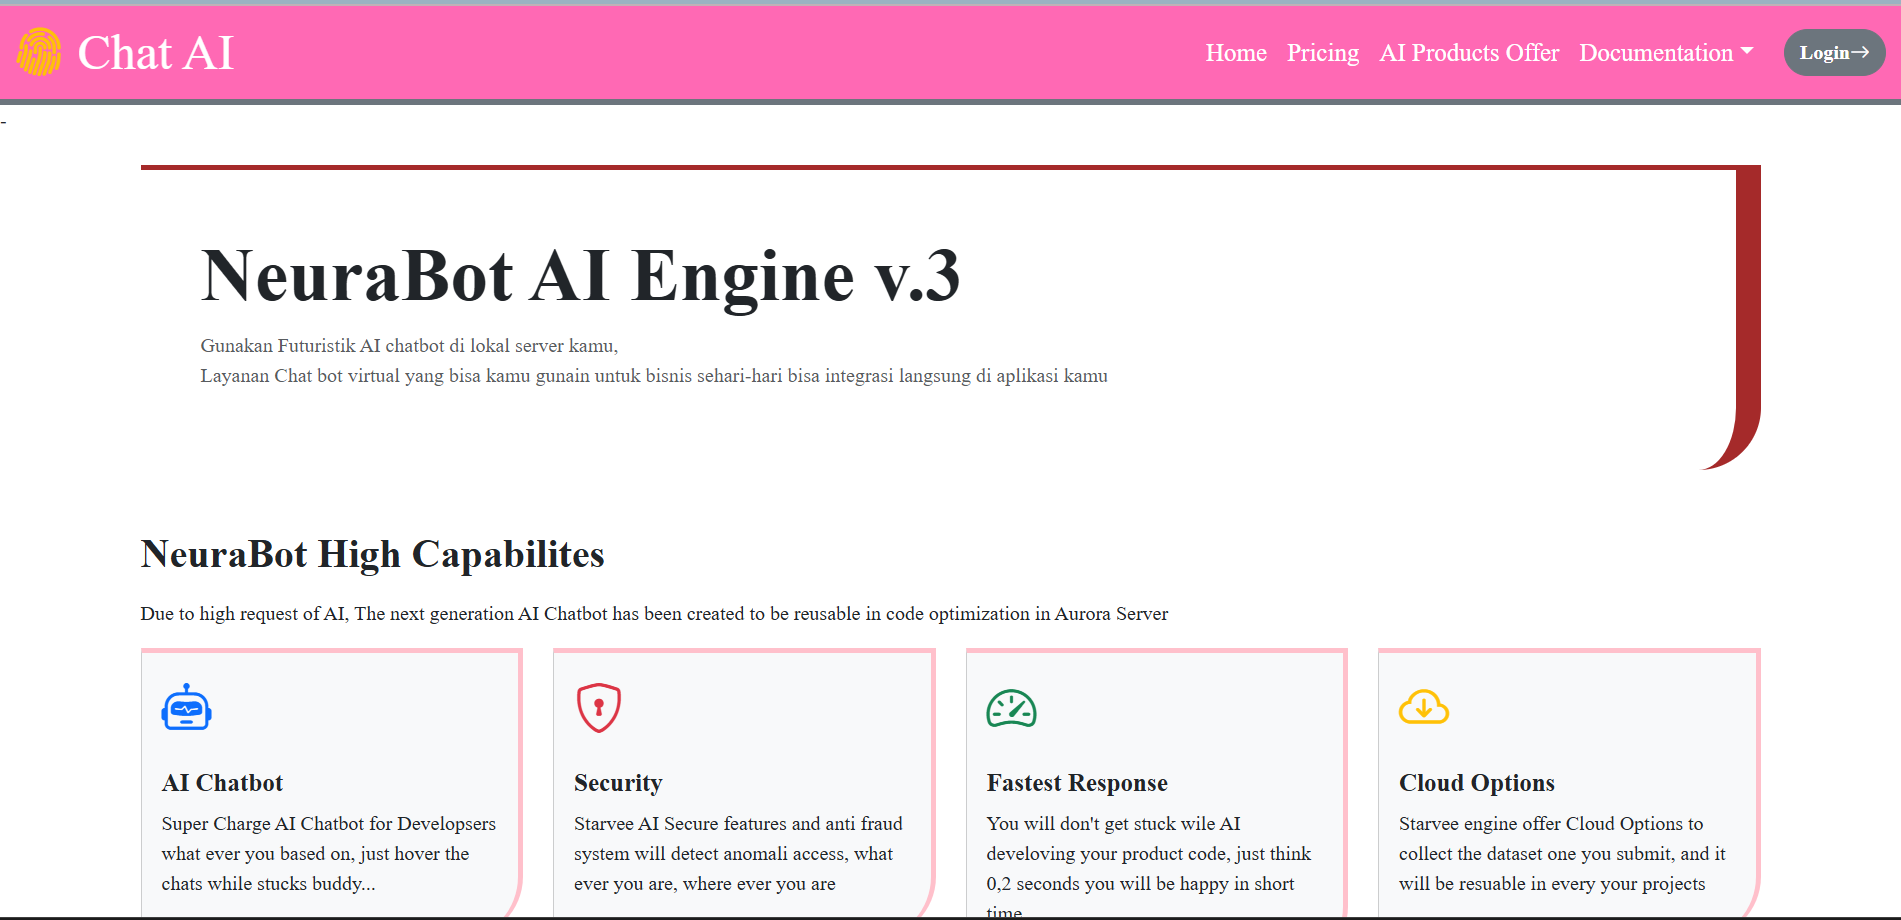 Chat AI
Home Pricing AI Products Offer Documentation Login→
-
NeuraBot AI Engine v.3
Gunakan Futuristik AI chatbot di lokal server kamu,
Layanan Chat bot virtual yang bisa kamu gunain untuk bisnis sehari-hari bisa integrasi langsung di aplikasi kamu
NeuraBot High Capabilites
Due to high request of AI, The next generation AI Chatbot has been created to be reusable in code optimization in Aurora Server
AI Chatbot
Super Charge AI Chatbot for Developsers
what ever you based on, just hover the
chats while stucks buddy...
Security
Starvee AI Secure features and anti fraud
system will detect anomali access, what
ever you are, where ever you are
Fastest Response
You will don't get stuck wile AI
develoving your product code, just think
0,2 seconds you will be happy in short
time
Cloud Options
Starvee engine offer Cloud Options to
collect the dataset one you submit, and it
will be resuable in every your projects